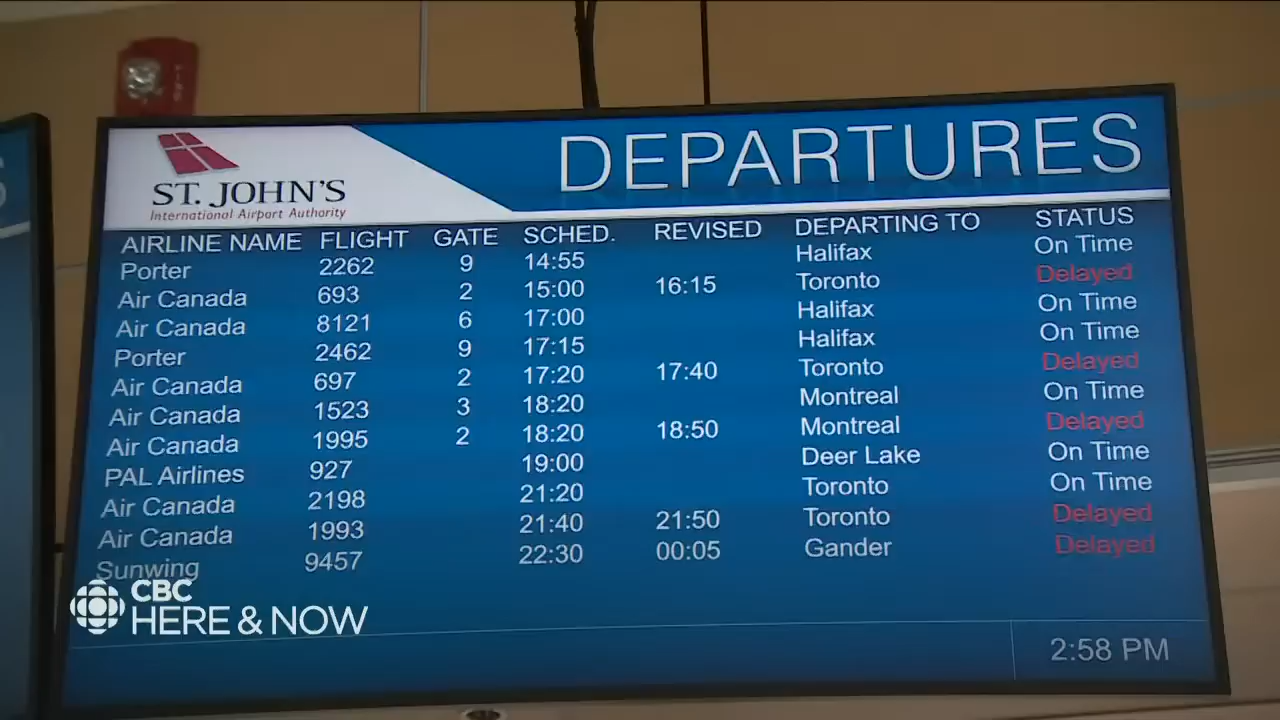 ST. JOHN'S
International Airport Authority
DEPARTURES
AIRLINE NAME FLIGHT GATE SCHED. REVISED DEPARTING TO STATUS
Porter 2262 9 14:55 Halifax On Time
Air Canada 693 2 15:00 16:15 Toronto Delayed
Air Canada 8121 6 17:00 Halifax On Time
Porter 2462 9 17:15 Halifax On Time
Air Canada 697 2 17:20 17:40 Toronto Delayed
Air Canada 1523 3 18:20 Montreal On Time
Air Canada 1995 2 18:20 18:50 Montreal Delayed
PAL Airlines 927 19:00 Deer Lake On Time
Air Canada 2198 21:20 Toronto On Time
Air Canada 1993 21:40 21:50 Toronto Delayed
Sunwing 9457 22:30 00:05 Gander Delayed
CBC
HERE & NOW
2:58 PM